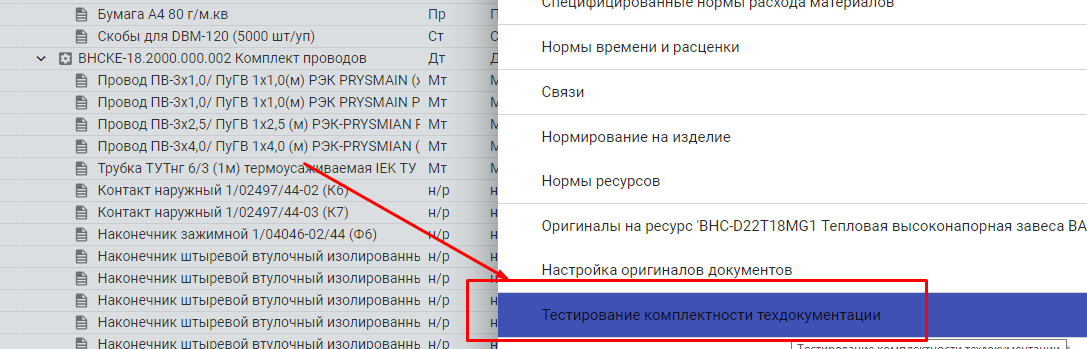 Бумага А4 80 г/м.кв Пр П
Скобы для DBM-120 (5000 шт/уп) Ст С
ВНСКЕ-18.2000.000.002 Комплект проводов Дт Д
Провод ПВ-3х1,0/ ПуГВ 1х1,0(м) РЭК PRYSMAIN Мт
Провод ПВ-3х1,0/ ПуГВ 1х1,0(м) РЭК PRYSMAIN Мт
Провод ПВ-3х2,5/ ПуГВ 1х2,5 (м) РЭК-PRYSMIAN Мт
Провод ПВ-3х4,0/ ПуГВ 1х4,0 (м) РЭК-PRYSMIAN ( Мт
Трубка ТУТнг 6/3 (1м) термоусаживаемая IEK ТУ Мт
Контакт наружный 1/02497/44-02 (К6) н/р н
Контакт наружный 1/02497/44-03 (К7) н/р н
Наконечник зажимной 1/04046-02/44 (Ф6) н/р н
Наконечник штыревой втулочный изолированны н/р н
Наконечник штыревой втулочный изолированны н/р н
Наконечник штыревой втулочный изолированны н/р н
Наконечник штыревой втулочный изолированны н/р н
Наконечник штыревой втулочный изолированны н/р н
Специфицированные нормы расхода материалов
Нормы времени и расценки
Связи
Нормирование на изделие
Нормы ресурсов
Оригиналы на ресурс 'ВНС-D22T18MG1 Тепловая высоконапорная завеса ВА
Настройка оригиналов документов
Тестирование комплектности техдокументации
Тестирование комплектности техдокументации